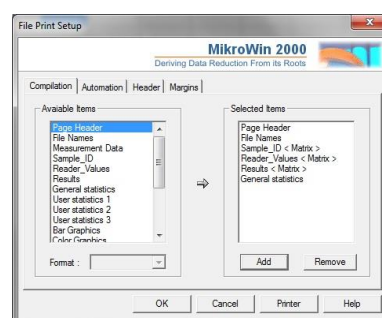 File Print Setup
MikroWin 2000
Deriving Data Reduction From its Roots
Compilation
Automation
Header
Margins
Avaiable Items
Page Header
File Names
Measurement Data
Sample_ID
Reader_Values
Results
General statistics
User statistics 1
User statistics 2
User statistics 3
Bar Graphics
Color Graphics
Format :
Selected Items
Page Header
File Names
Sample_ID < Matrix >
Reader_Values < Matrix >
Results < Matrix >
General statistics
Add
Remove
OK
Cancel
Printer
Help